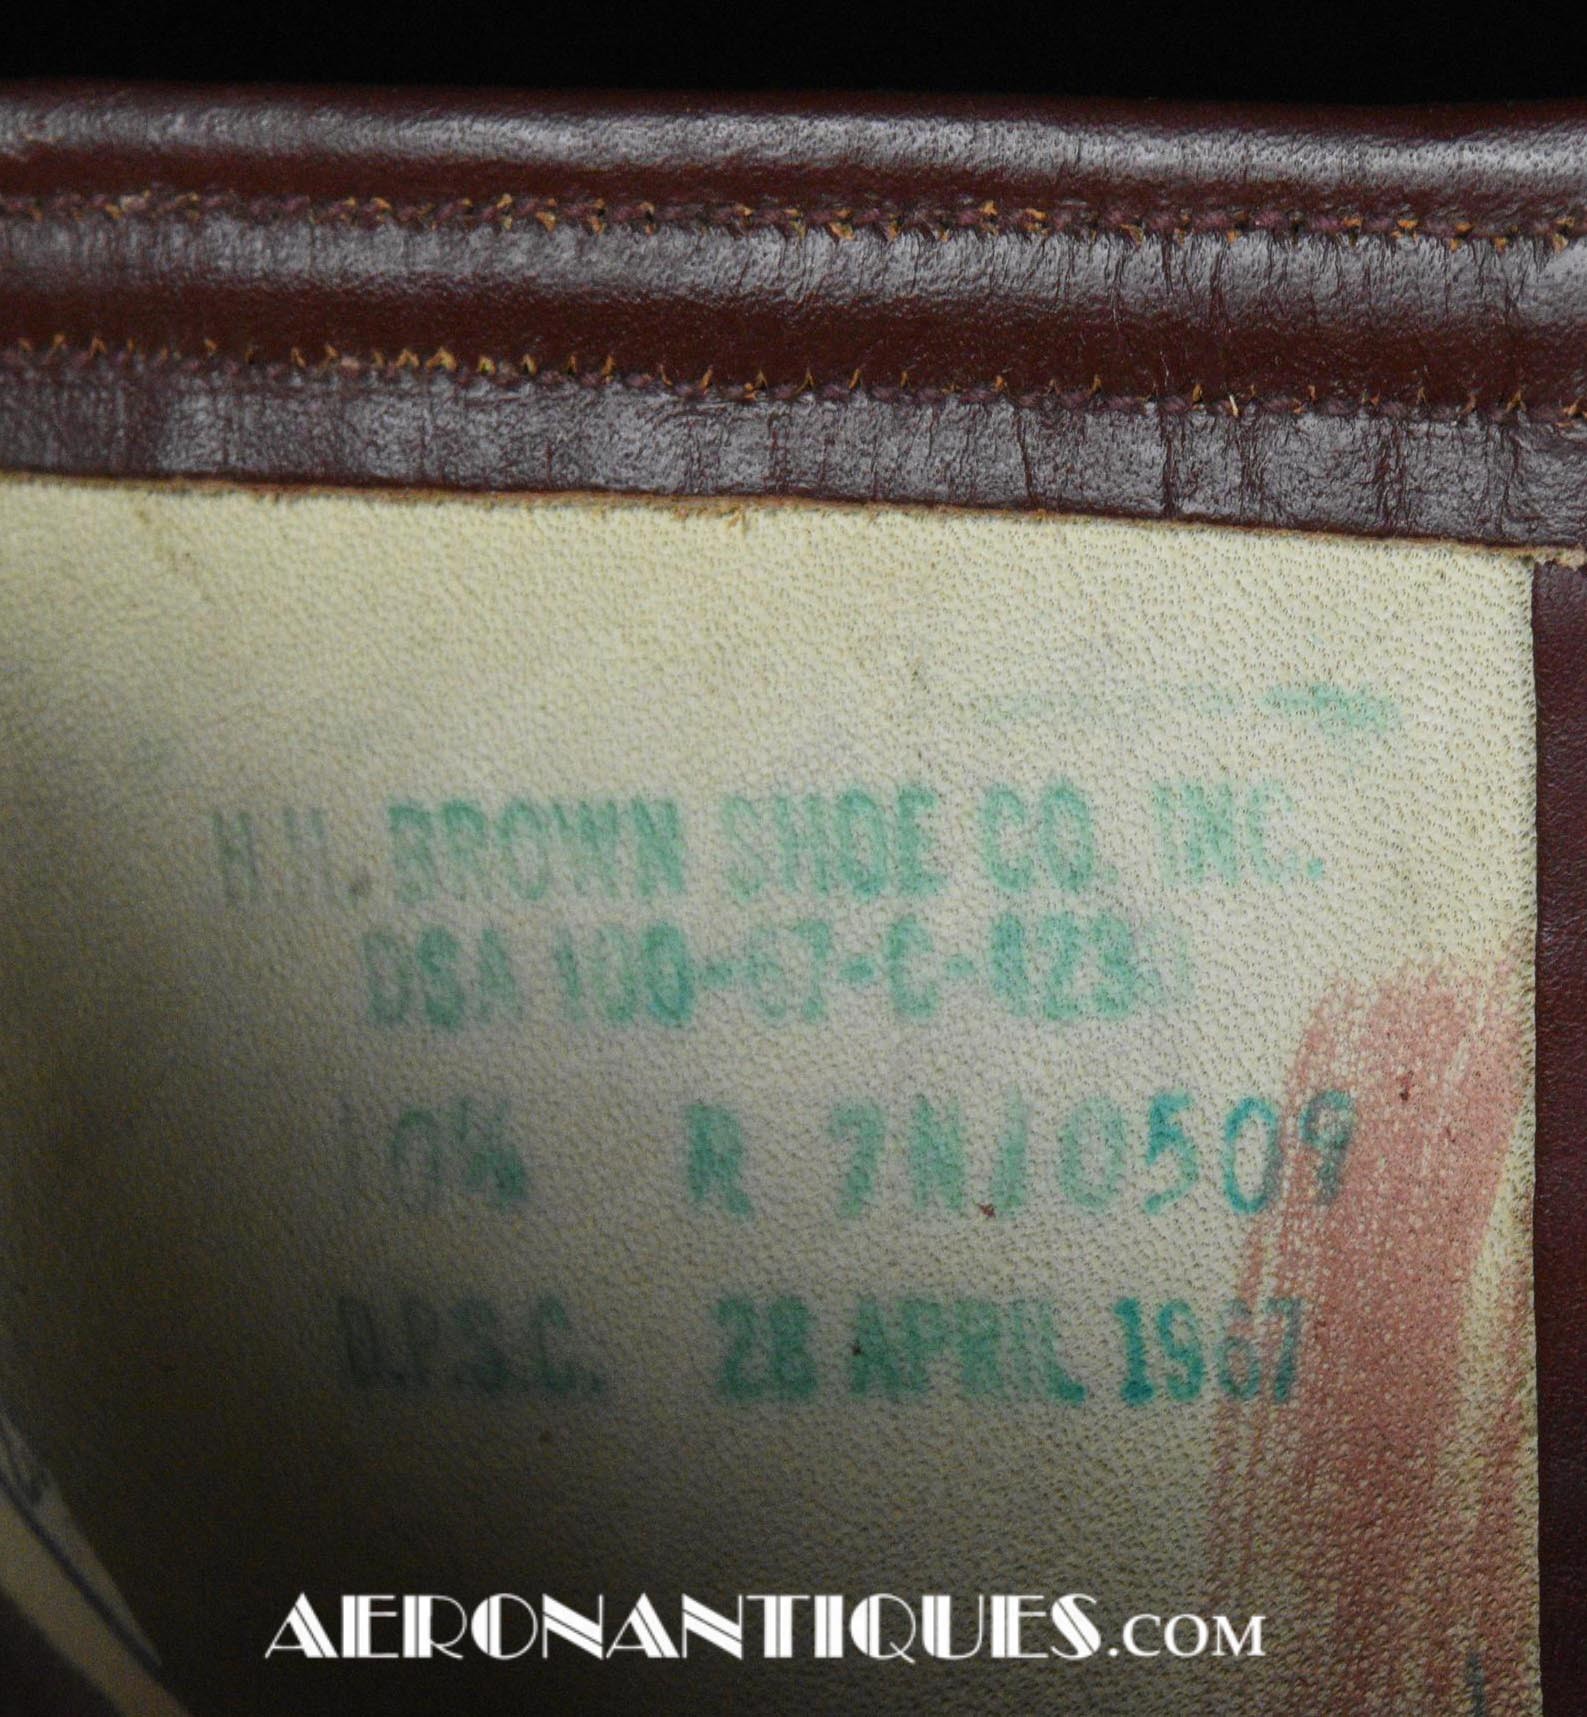 H.H. BROWN SHOE CO. INC.
DSA 100-67-C-
10½ R 7N10509
D.P.S.C. 28 APRIL 1967
AERONANTIQUES.COM